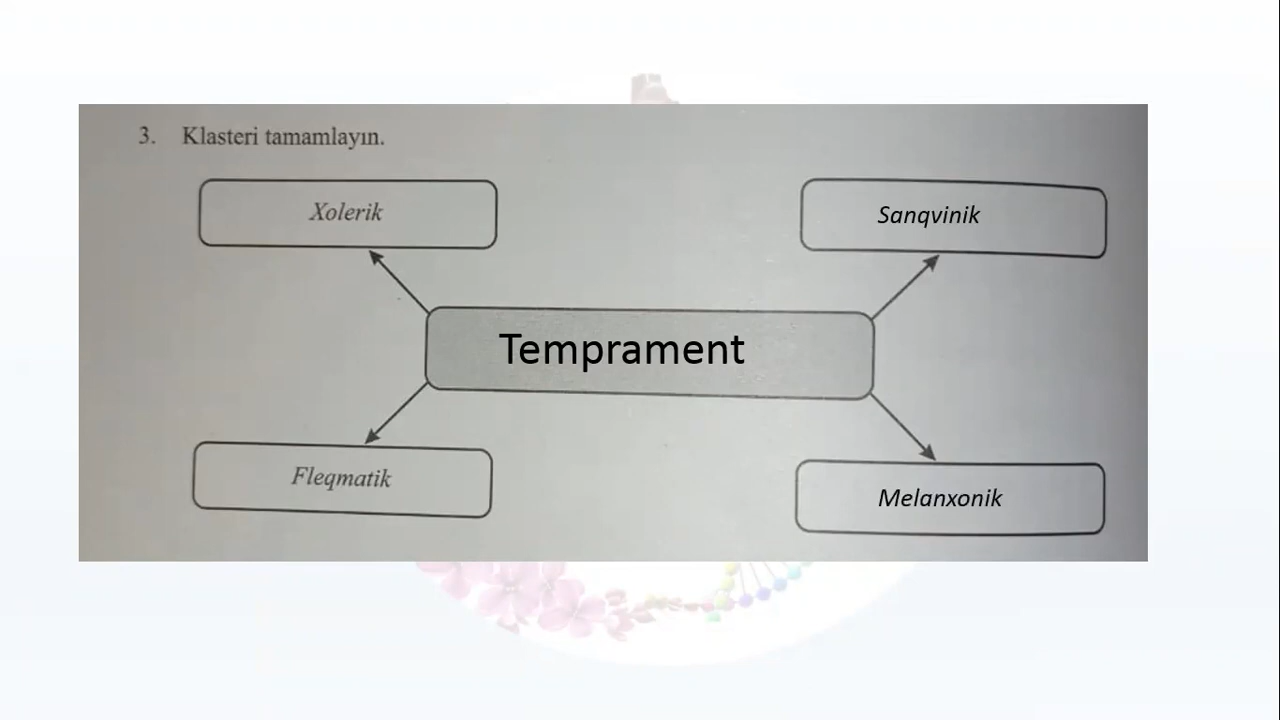 3. Klasteri tamamlayın.
Xolerik
Sanqvinik
Temprament
Fleqmatik
Melanxonik